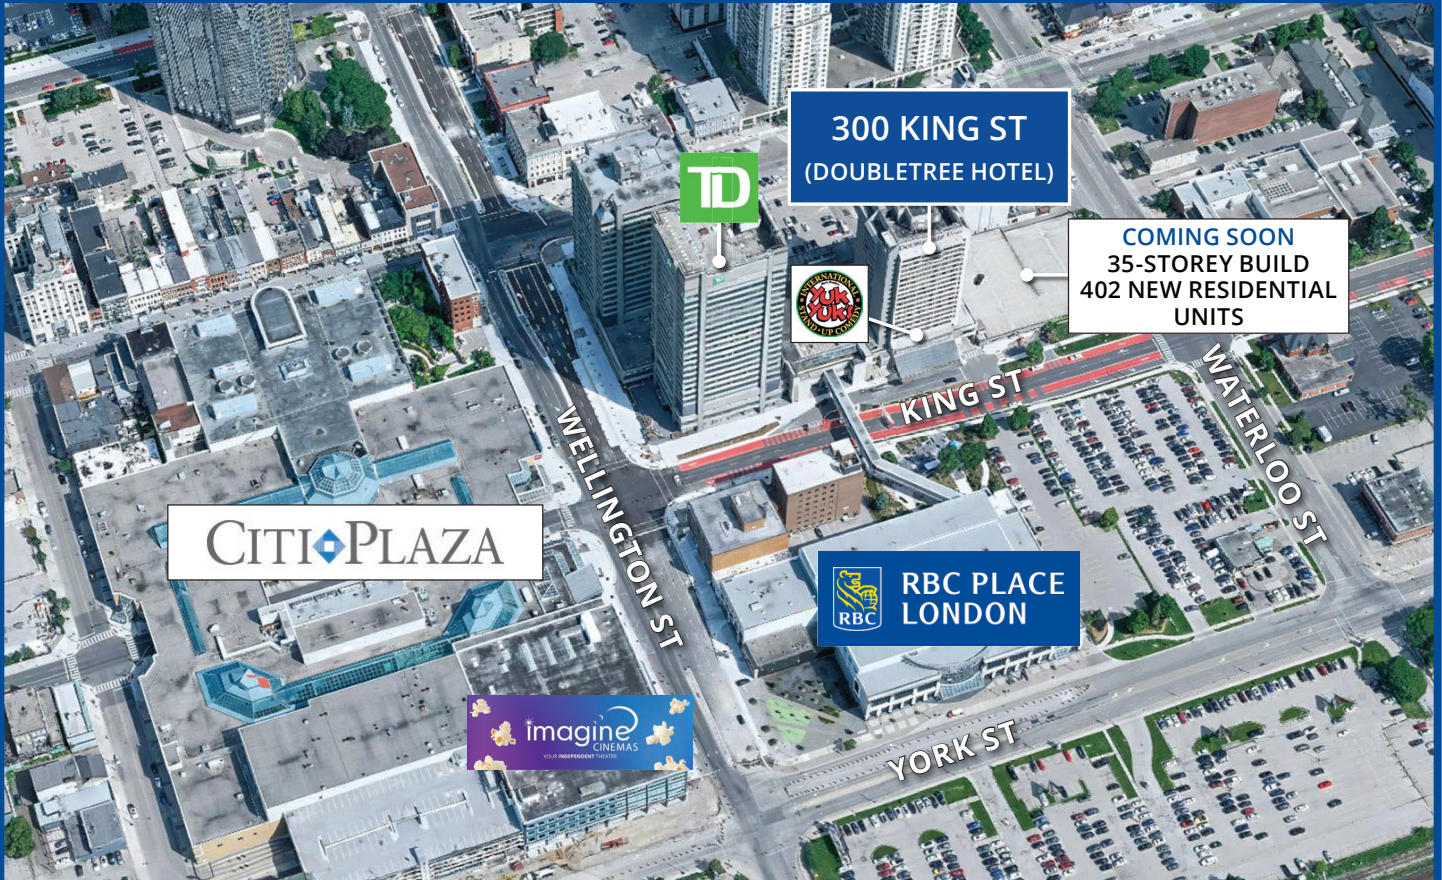 300 KING ST
(DOUBLETREE HOTEL)
TD
COMING SOON
35-STOREY BUILD
402 NEW RESIDENTIAL
UNITS
INTERNATIONAL
YUK
YUK'S
STAND-UP COMEDY
KING ST
WATERLOO ST
WELLINGTON ST
CITI PLAZA
RBC
RBC PLACE
LONDON
imagine
CINEMAS
YOUR INDEPENDENT THEATRE
YORK ST